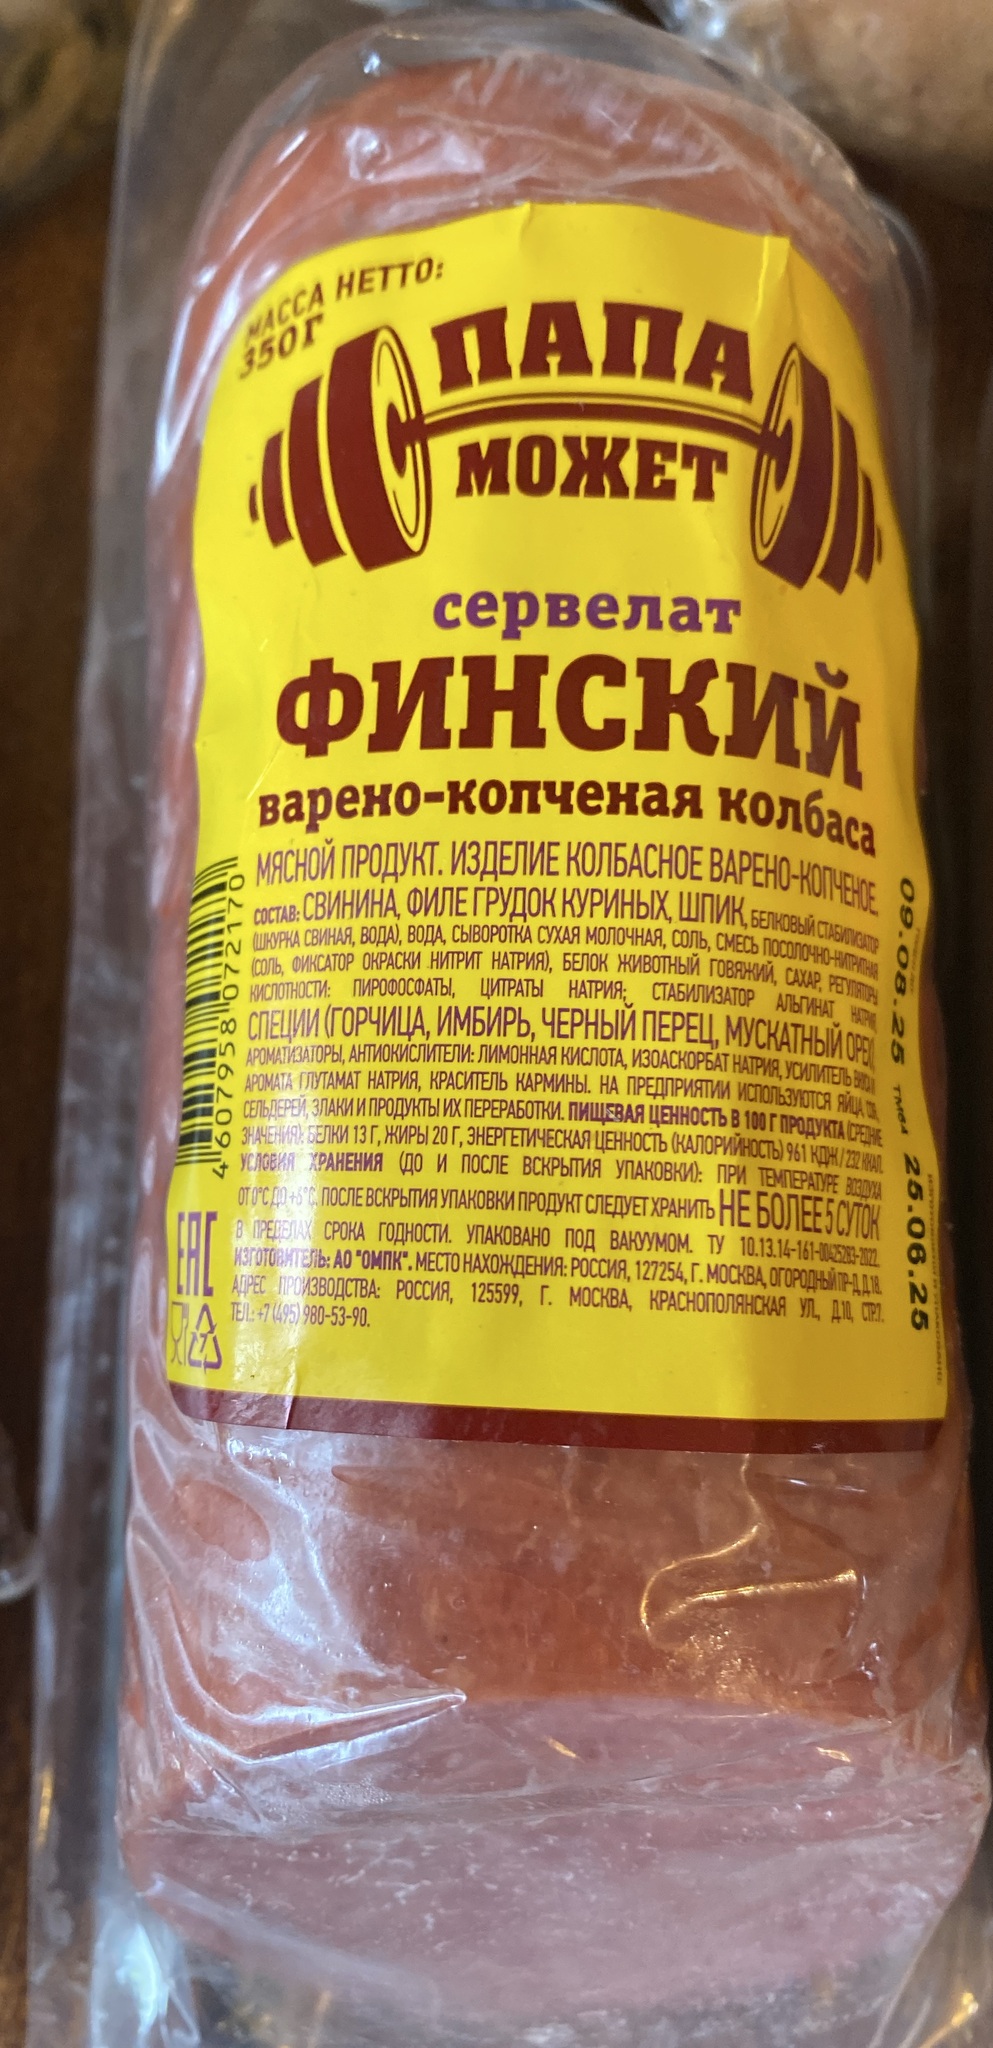 МАССА НЕТТО:
350Г
ПАПА
МОЖЕТ
сервелат
ФИНСКИЙ
варено-копченая колбаса
МЯСНОЙ ПРОДУКТ. ИЗДЕЛИЕ КОЛБАСНОЕ ВАРЕНО-КОПЧЕНОЕ.
СОСТАВ: СВИНИНА, ФИЛЕ ГРУДОК КУРИНЫХ, ШПИК, БЕЛКОВЫЙ СТАБИЛИЗАТОР
(ШКУРКА СВИНАЯ, ВОДА), ВОДА, СЫВОРОТКА СУХАЯ МОЛОЧНАЯ, СОЛЬ, СМЕСЬ ПОСОЛОЧНО-НИТРИТНАЯ
(СОЛЬ, ФИКСАТОР ОКРАСКИ НИТРИТ НАТРИЯ), БЕЛОК ЖИВОТНЫЙ ГОВЯЖИЙ, САХАР, РЕГУЛЯТОРЫ
КИСЛОТНОСТИ: ПИРОФОСФАТЫ, ЦИТРАТЫ НАТРИЯ; СТАБИЛИЗАТОР АЛЬГИНАТ НАТРИЯ,
СПЕЦИИ (ГОРЧИЦА, ИМБИРЬ, ЧЕРНЫЙ ПЕРЕЦ, МУСКАТНЫЙ ОРЕХ),
АРОМАТИЗАТОРЫ, АНТИОКИСЛИТЕЛИ: ЛИМОННАЯ КИСЛОТА, ИЗОАСКОРБАТ НАТРИЯ, УСИЛИТЕЛЬ ВКУСА И
АРОМАТА ГЛУТАМАТ НАТРИЯ, КРАСИТЕЛЬ КАРМИНЫ. НА ПРЕДПРИЯТИИ ИСПОЛЬЗУЮТСЯ ЯЙЦА, СОЯ,
СЕЛЬДЕРЕЙ, ЗЛАКИ И ПРОДУКТЫ ИХ ПЕРЕРАБОТКИ. ПИЩЕВАЯ ЦЕННОСТЬ В 100 Г ПРОДУКТА (СРЕДНИЕ
ЗНАЧЕНИЯ): БЕЛКИ 13 Г, ЖИРЫ 20 Г, ЭНЕРГЕТИЧЕСКАЯ ЦЕННОСТЬ (КАЛОРИЙНОСТЬ) 961 КДЖ / 232 ККАЛ.
УСЛОВИЯ ХРАНЕНИЯ (ДО И ПОСЛЕ ВСКРЫТИЯ УПАКОВКИ): ПРИ ТЕМПЕРАТУРЕ ВОЗДУХА
ОТ 0°С ДО +6°С. ПОСЛЕ ВСКРЫТИЯ УПАКОВКИ ПРОДУКТ СЛЕДУЕТ ХРАНИТЬ НЕ БОЛЕЕ 5 СУТОК
В ПРЕДЕЛАХ СРОКА ГОДНОСТИ. УПАКОВАНО ПОД ВАКУУМОМ. ТУ 10.13.14-161-00425283-2022.
ИЗГОТОВИТЕЛЬ: АО "ОМПК". МЕСТО НАХОЖДЕНИЯ: РОССИЯ, 127254, Г. МОСКВА, ОГОРОДНЫЙ ПР-Д, Д.18.
АДРЕС ПРОИЗВОДСТВА: РОССИЯ, 125599, Г. МОСКВА, КРАСНОПОЛЯНСКАЯ УЛ., Д.10, СТР.7.
ТЕЛ.: +7 (495) 980-53-90.
4 607958 072170
EAC
7
09.08.25 ТМ64 25.06.25